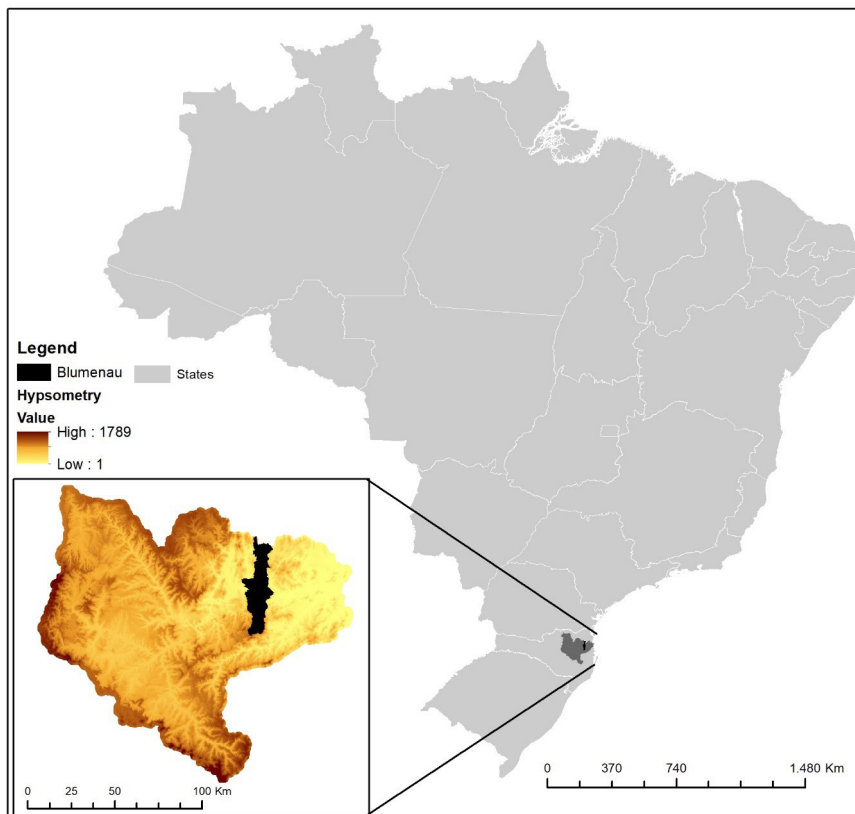 Legend
Blumenau States
Hypsometry
Value
High : 1789
Low : 1
0 25 50 100 Km
0 370 740 1.480 Km